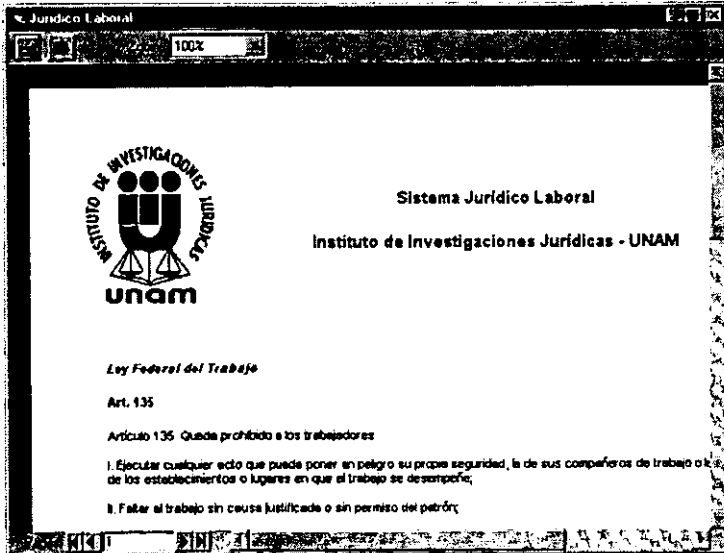 Jurídico Laboral
100%
INSTITUTO DE INVESTIGACIONES JURIDICAS
unam
Sistema Jurídico Laboral
Instituto de Investigaciones Jurídicas - UNAM
Ley Federal del Trabajo
Art. 135
Artículo 135 Queda prohibido a los trabajadores
I. Ejecutar cualquier acto que pueda poner en peligro su propia seguridad, la de sus compañeros de trabajo o
de los establecimientos o lugares en que el trabajo se desempeñe;
II. Faltar al trabajo sin causa justificada o sin permiso del patrón;
1